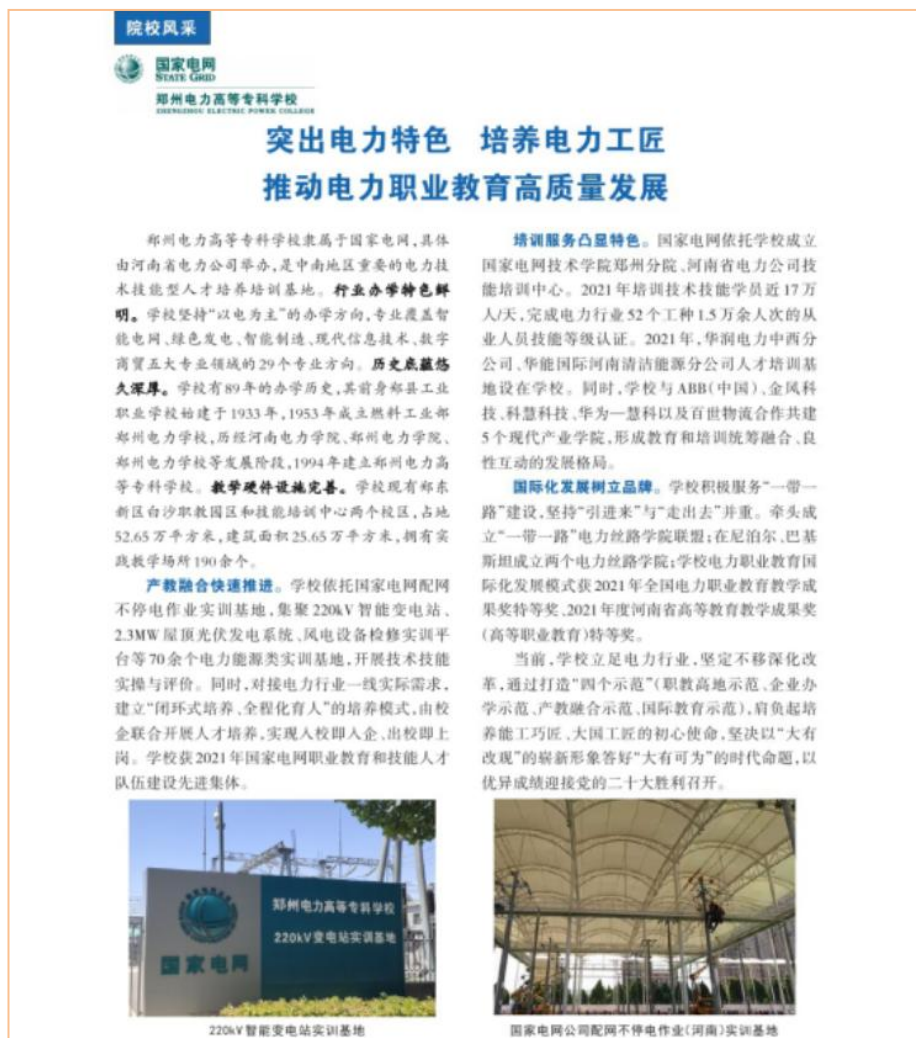 院校风采
国家电网
STATE GRID
郑州电力高等专科学校
ZHENGZHOU ELECTRIC POWER COLLEGE
突出电力特色 培养电力工匠
推动电力职业教育高质量发展
郑州电力高等专科学校隶属于国家电网,具体
由河南省电力公司举办,是中南地区重要的电力技
术技能型人才培养培训基地。行业办学特色鲜
明。学校坚持“以电为主”的办学方向,专业覆盖智
能电网、绿色发电、智能制造、现代信息技术、数字
商贸五大专业领域的29个专业方向。历史底蕴悠
久深厚。学校有89年的办学历史,其前身郏县工业
职业学校始建于1933年,1953年成立燃料工业部
郑州电力学校,历经河南电力学院、郑州电力学院、
郑州电力学校等发展阶段,1994年建立郑州电力高
等专科学校。教学硬件设施完善。学校现有郑东
新区白沙职教园区和技能培训中心两个校区,占地
52.65万平方米,建筑面积25.65万平方米,拥有实
践教学场所190余个。
产教融合快速推进。学校依托国家电网配网
不停电作业实训基地,集聚220kV智能变电站、
2.3MW屋顶光伏发电系统、风电设备检修实训平
台等70余个电力能源类实训基地,开展技术技能
实操与评价。同时,对接电力行业一线实际需求,
建立“闭环式培养、全程化育人”的培养模式,由校
企联合开展人才培养,实现入校即入企、出校即上
岗。学校获2021年国家电网职业教育和技能人才
队伍建设先进集体。
郑州电力高等专科学校
220kV变电站实训基地
国家电网
220kV智能变电站实训基地
培训服务凸显特色。国家电网依托学校成立
国家电网技术学院郑州分院、河南省电力公司技
能培训中心。2021年培训技术技能学员近17万
人/天,完成电力行业52个工种1.5万余人次的从
业人员技能等级认证。2021年,华润电力中西分
公司、华能国际河南清洁能源分公司人才培训基
地设在学校。同时,学校与ABB(中国)、金风科
技、科慧科技、华为—慧科以及百世物流合作共建
5个现代产业学院,形成教育和培训统筹融合、良
性互动的发展格局。
国际化发展树立品牌。学校积极服务“一带一
路”建设,坚持“引进来”与“走出去”并重。牵头成
立“一带一路”电力丝路学院联盟;在尼泊尔、巴基
斯坦成立两个电力丝路学院;学校电力职业教育国
际化发展模式获2021年全国电力职业教育教学成
果奖特等奖、2021年度河南省高等教育教学成果奖
(高等职业教育)特等奖。
当前,学校立足电力行业,坚定不移深化改
革,通过打造“四个示范”(职教高地示范、企业办
学示范、产教融合示范、国际教育示范),肩负起培
养能工巧匠、大国工匠的初心使命,坚决以“大有
改观”的崭新形象答好“大有可为”的时代命题,以
优异成绩迎接党的二十大胜利召开。
国家电网公司配网不停电作业(河南)实训基地